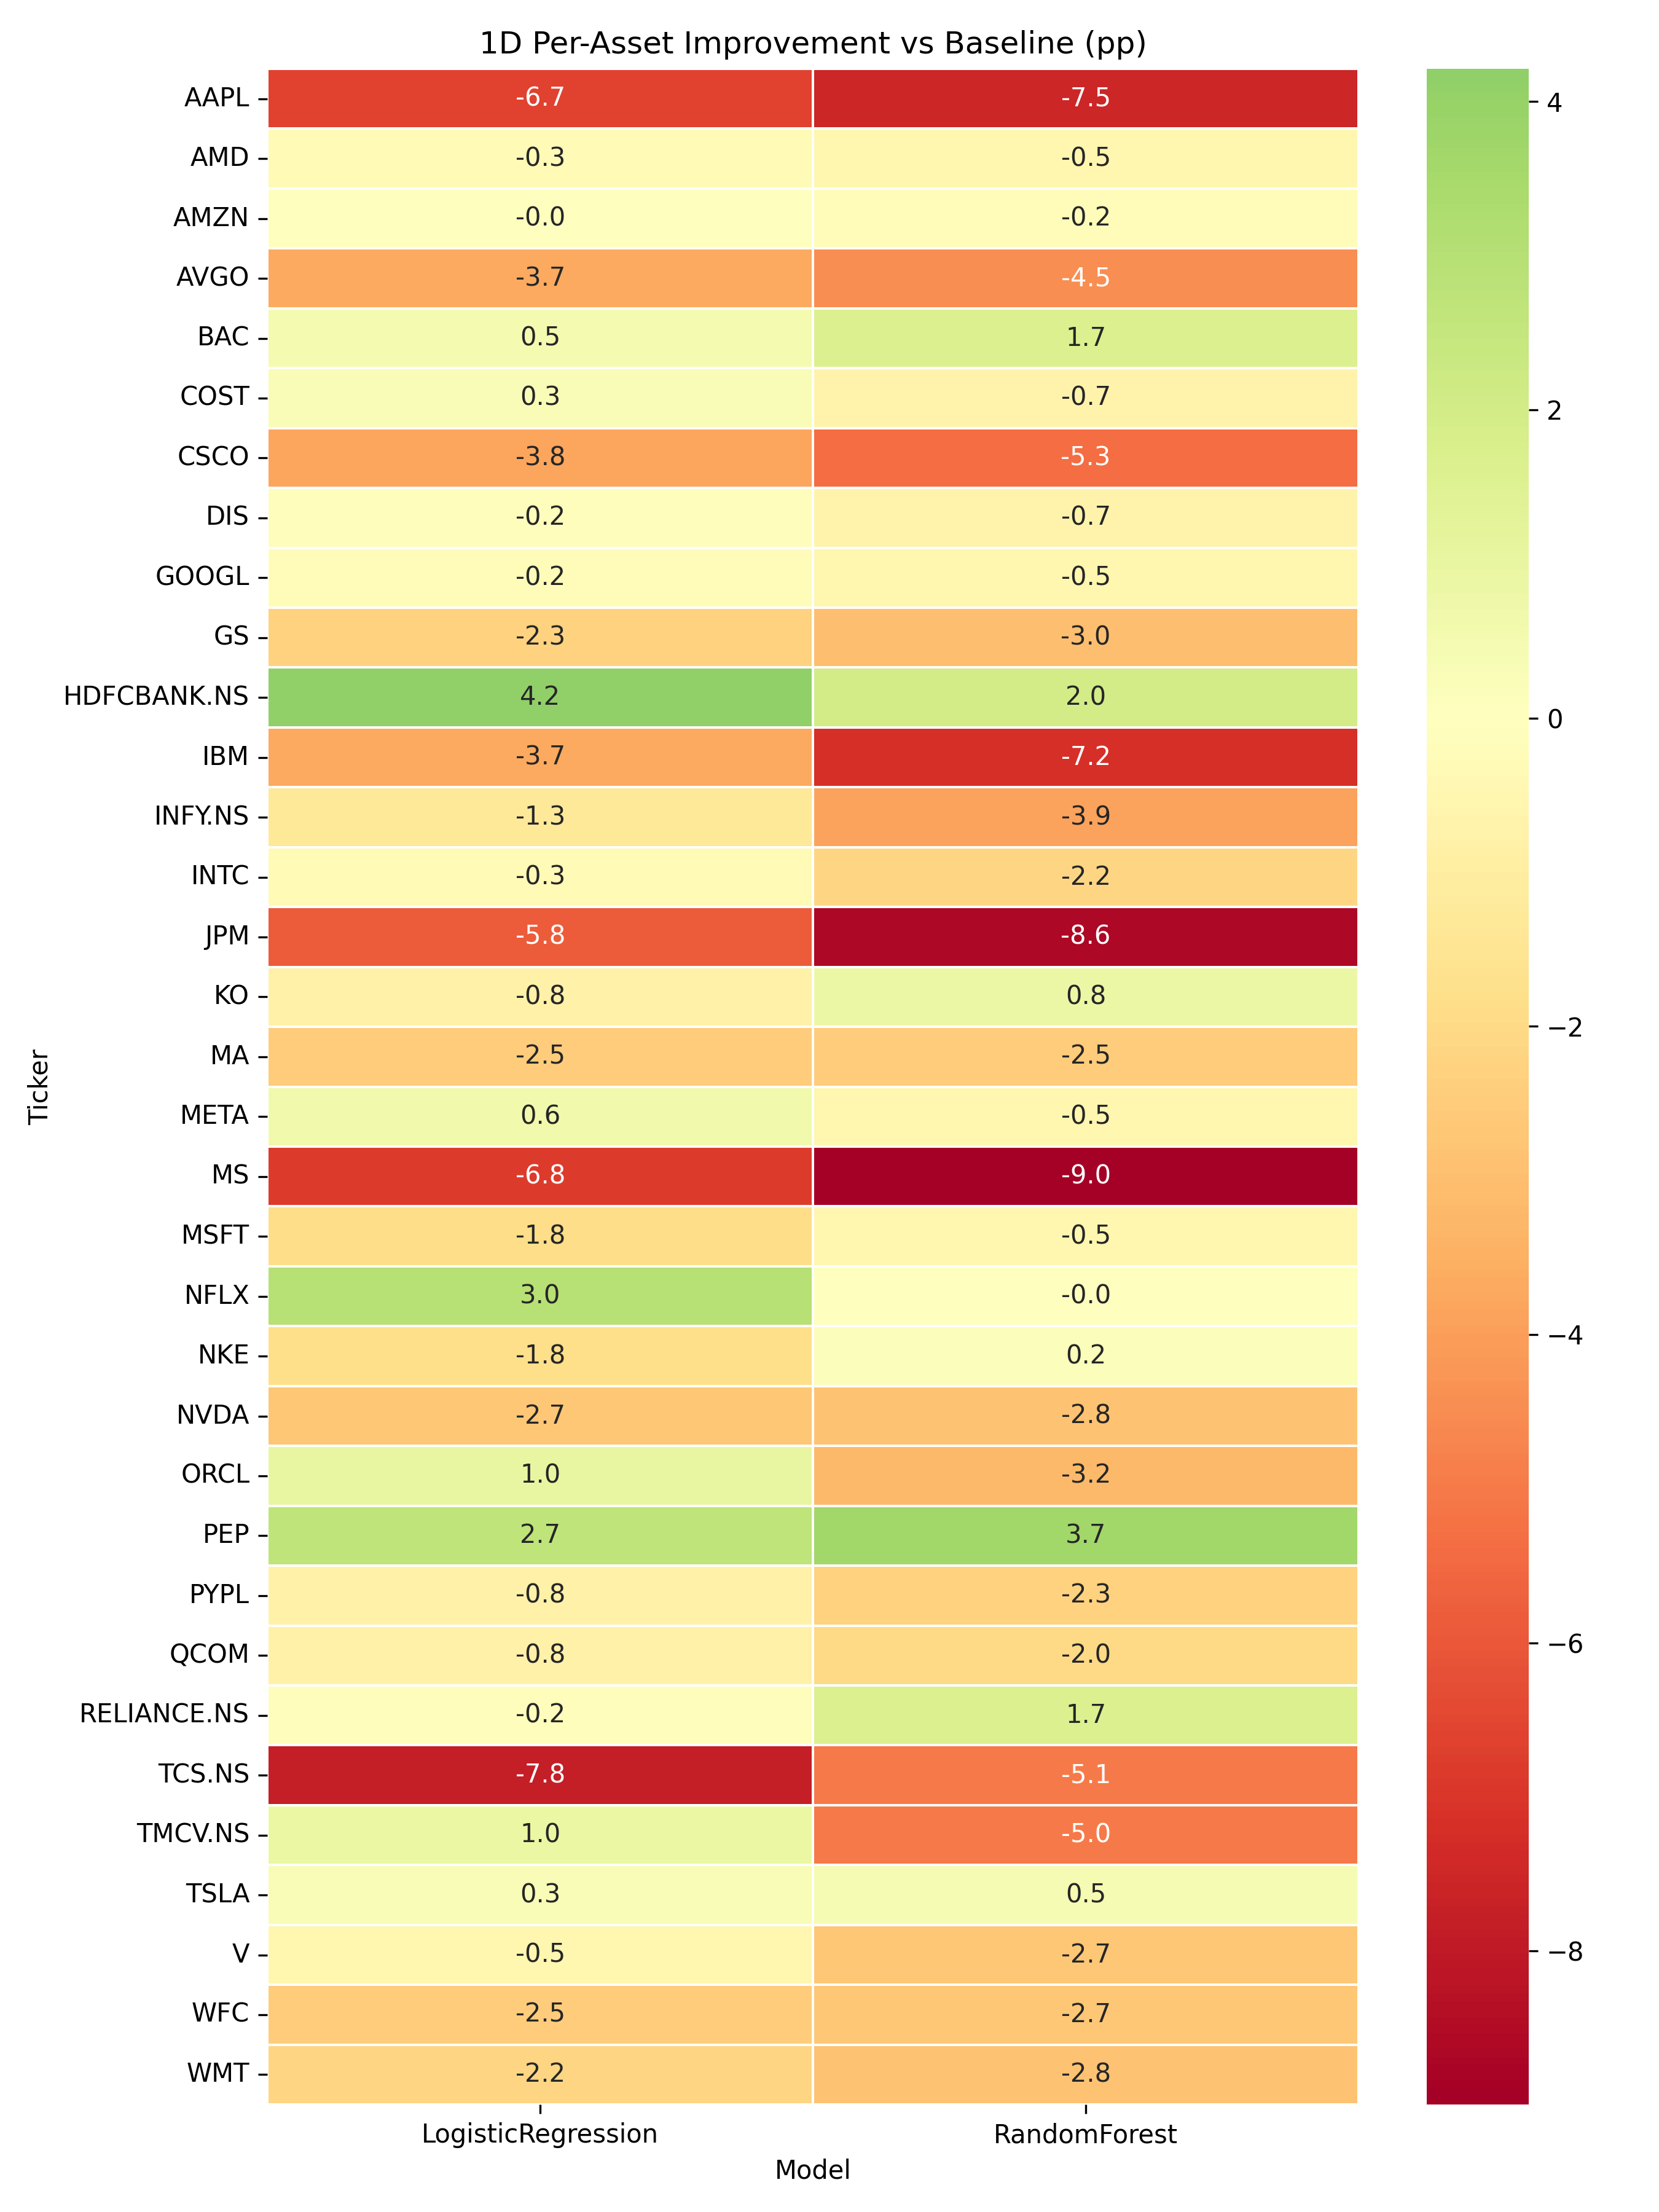 1D Per-Asset Improvement vs Baseline (pp)
AAPL -6.7 -7.5
AMD -0.3 -0.5
AMZN -0.0 -0.2
AVGO -3.7 -4.5
BAC 0.5 1.7
COST 0.3 -0.7
CSCO -3.8 -5.3
DIS -0.2 -0.7
GOOGL -0.2 -0.5
GS -2.3 -3.0
HDFCBANK.NS 4.2 2.0
IBM -3.7 -7.2
INFY.NS -1.3 -3.9
INTC -0.3 -2.2
JPM -5.8 -8.6
KO -0.8 0.8
MA -2.5 -2.5
META 0.6 -0.5
MS -6.8 -9.0
MSFT -1.8 -0.5
NFLX 3.0 -0.0
NKE -1.8 0.2
NVDA -2.7 -2.8
ORCL 1.0 -3.2
PEP 2.7 3.7
PYPL -0.8 -2.3
QCOM -0.8 -2.0
RELIANCE.NS -0.2 1.7
TCS.NS -7.8 -5.1
TMCV.NS 1.0 -5.0
TSLA 0.3 0.5
V -0.5 -2.7
WFC -2.5 -2.7
WMT -2.2 -2.8
LogisticRegression RandomForest
Model
Ticker
4
2
0
−2
−4
−6
−8